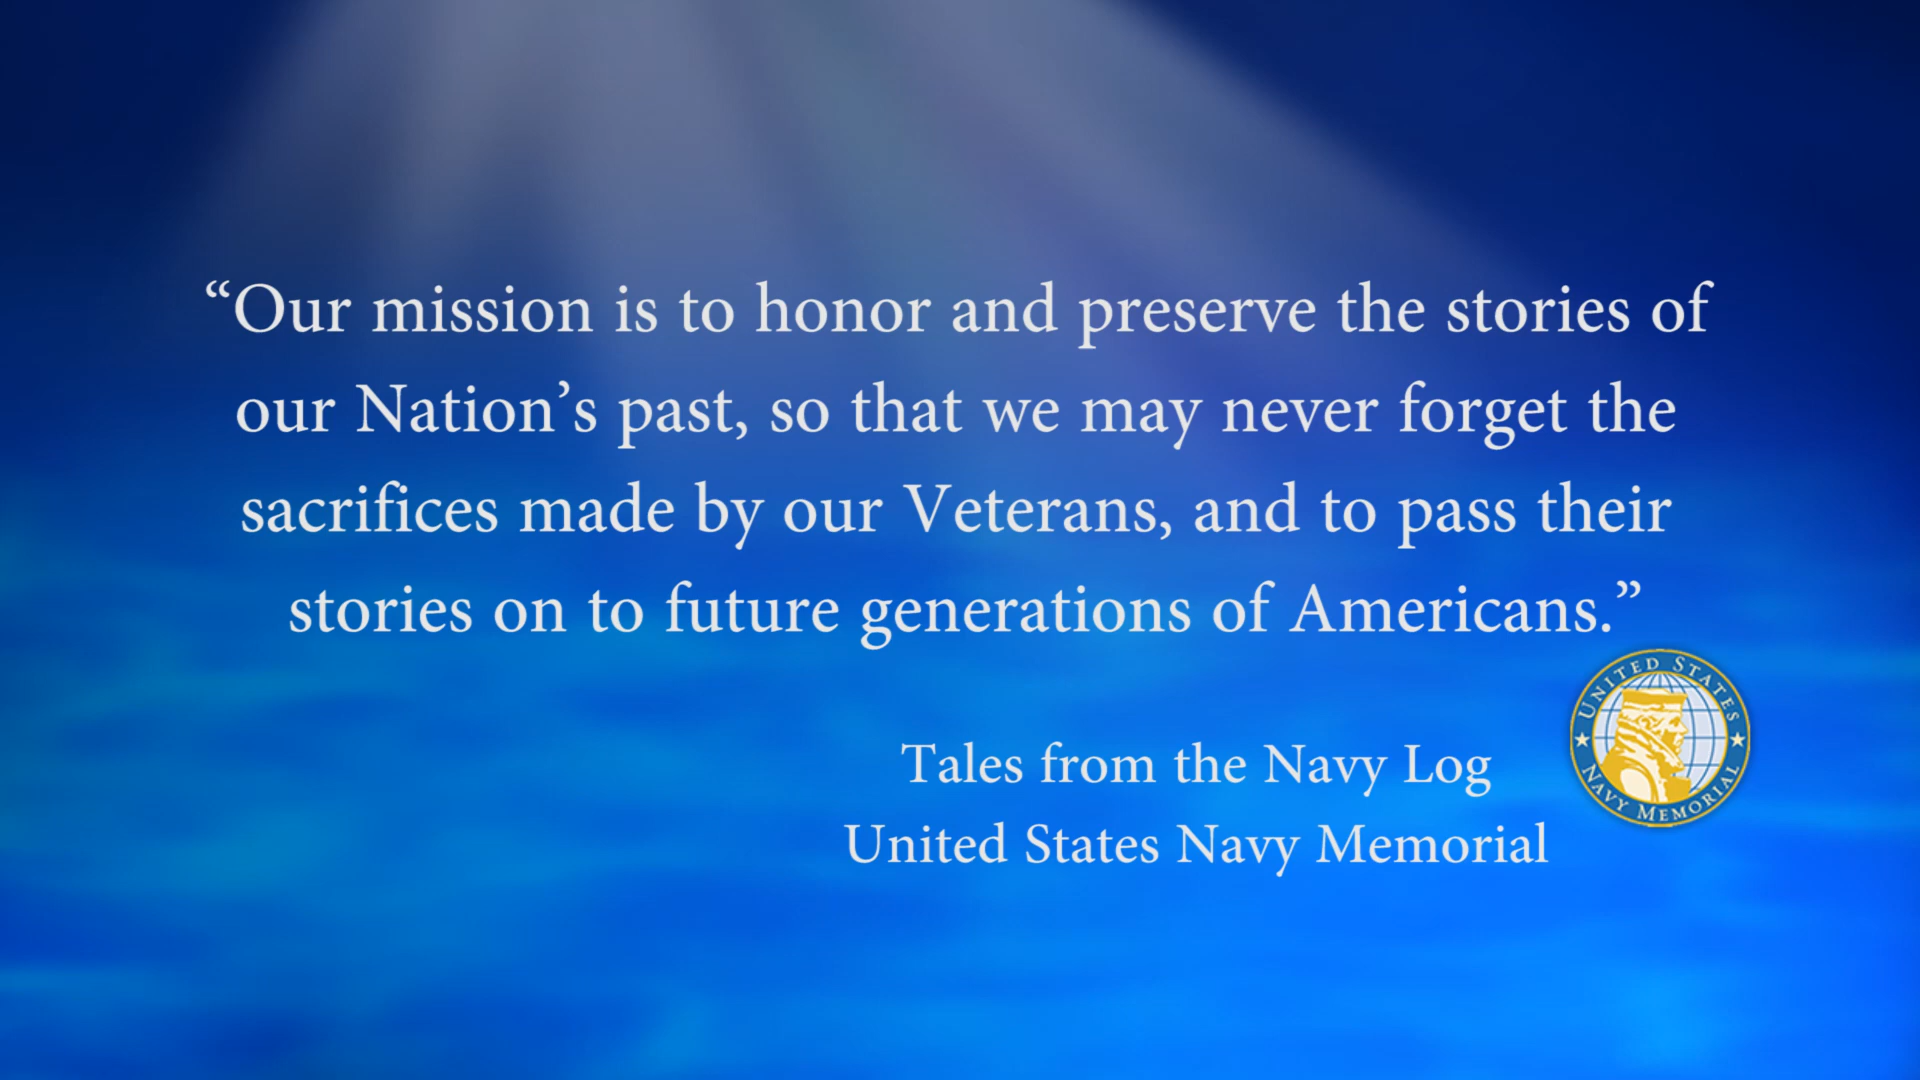 “Our mission is to honor and preserve the stories of
our Nation’s past, so that we may never forget the
sacrifices made by our Veterans, and to pass their
stories on to future generations of Americans.”
Tales from the Navy Log
United States Navy Memorial
UNITED STATES
NAVY MEMORIAL